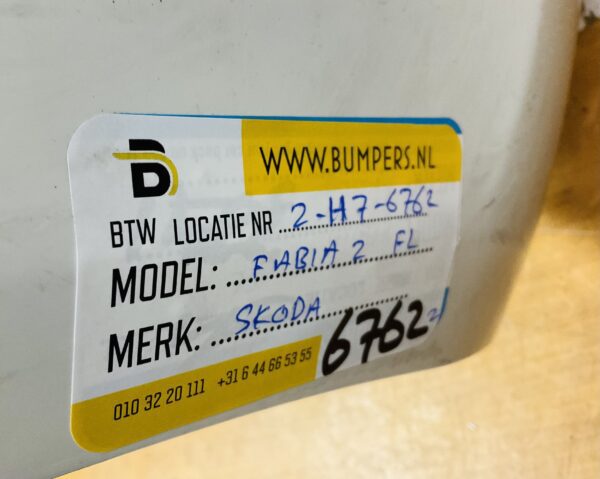 WWW.BUMPERS.NL
BTW LOCATIE NR 2-H7-6762
MODEL: FABIA 2 FL
MERK: SKODA
6762
010 32 20 111 +31 6 44 66 53 55